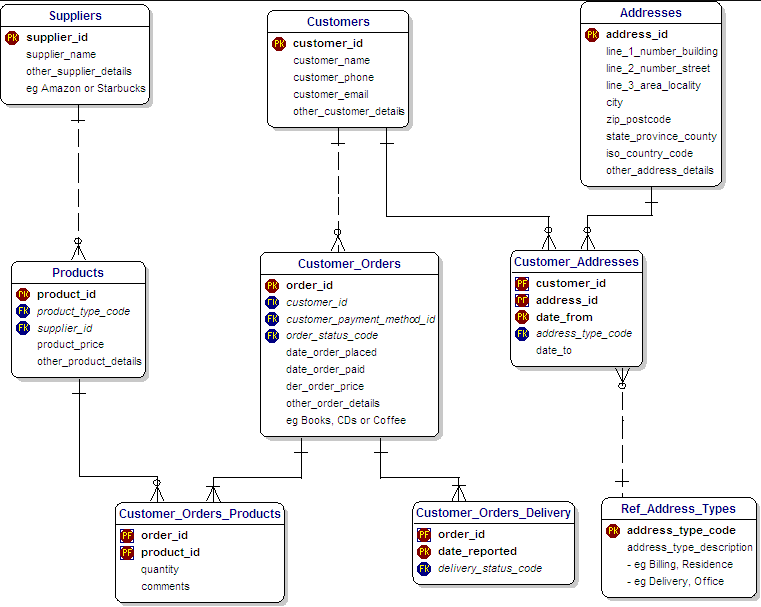 Suppliers
PK supplier_id
supplier_name
other_supplier_details
eg Amazon or Starbucks
Customers
PK customer_id
customer_name
customer_phone
customer_email
other_customer_details
Addresses
PK address_id
line_1_number_building
line_2_number_street
line_3_area_locality
city
zip_postcode
state_province_county
iso_country_code
other_address_details
Products
PK product_id
FK product_type_code
FK supplier_id
product_price
other_product_details
Customer_Orders
PK order_id
FK customer_id
FK customer_payment_method_id
FK order_status_code
date_order_placed
date_order_paid
der_order_price
other_order_details
eg Books, CDs or Coffee
Customer_Addresses
PF customer_id
PF address_id
PK date_from
FK address_type_code
date_to
Customer_Orders_Products
PF order_id
PF product_id
quantity
comments
Customer_Orders_Delivery
PF order_id
PK date_reported
FK delivery_status_code
Ref_Address_Types
PK address_type_code
address_type_description
- eg Billing, Residence
- eg Delivery, Office